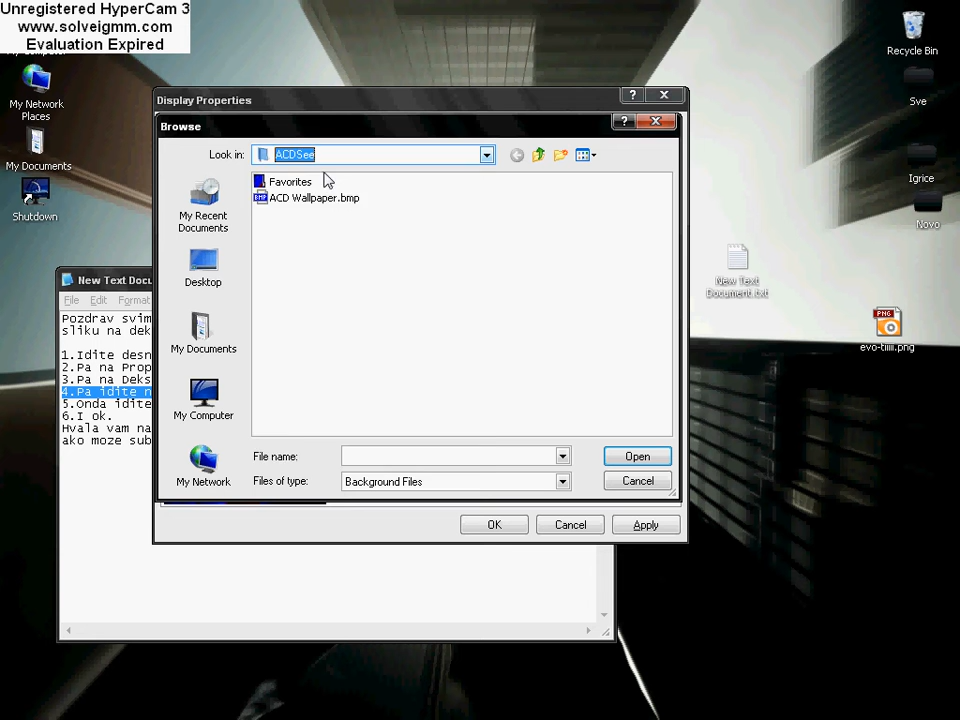 Unregistered HyperCam 3
www.solveigmm.com
Evaluation Expired
My Network
Places
My Documents
Shutdown
Recycle Bin
Sve
Igrice
Novo
New Text
Document.txt
evo-tiiii.png
Display Properties
Browse
Look in:
ACDSee
Favorites
ACD Wallpaper.bmp
My Recent
Documents
Desktop
My Documents
My Computer
My Network
File name:
Open
Files of type:
Background Files
Cancel
OK
Cancel
Apply
New Text Docu
File
Edit
Format
Pozdrav svim
sliku na dek
1.Idite desn
2.Pa na Prop
3.Pa na Deks
4.Pa idite n
5.Onda idite
6.I ok.
Hvala vam na
ako moze sub